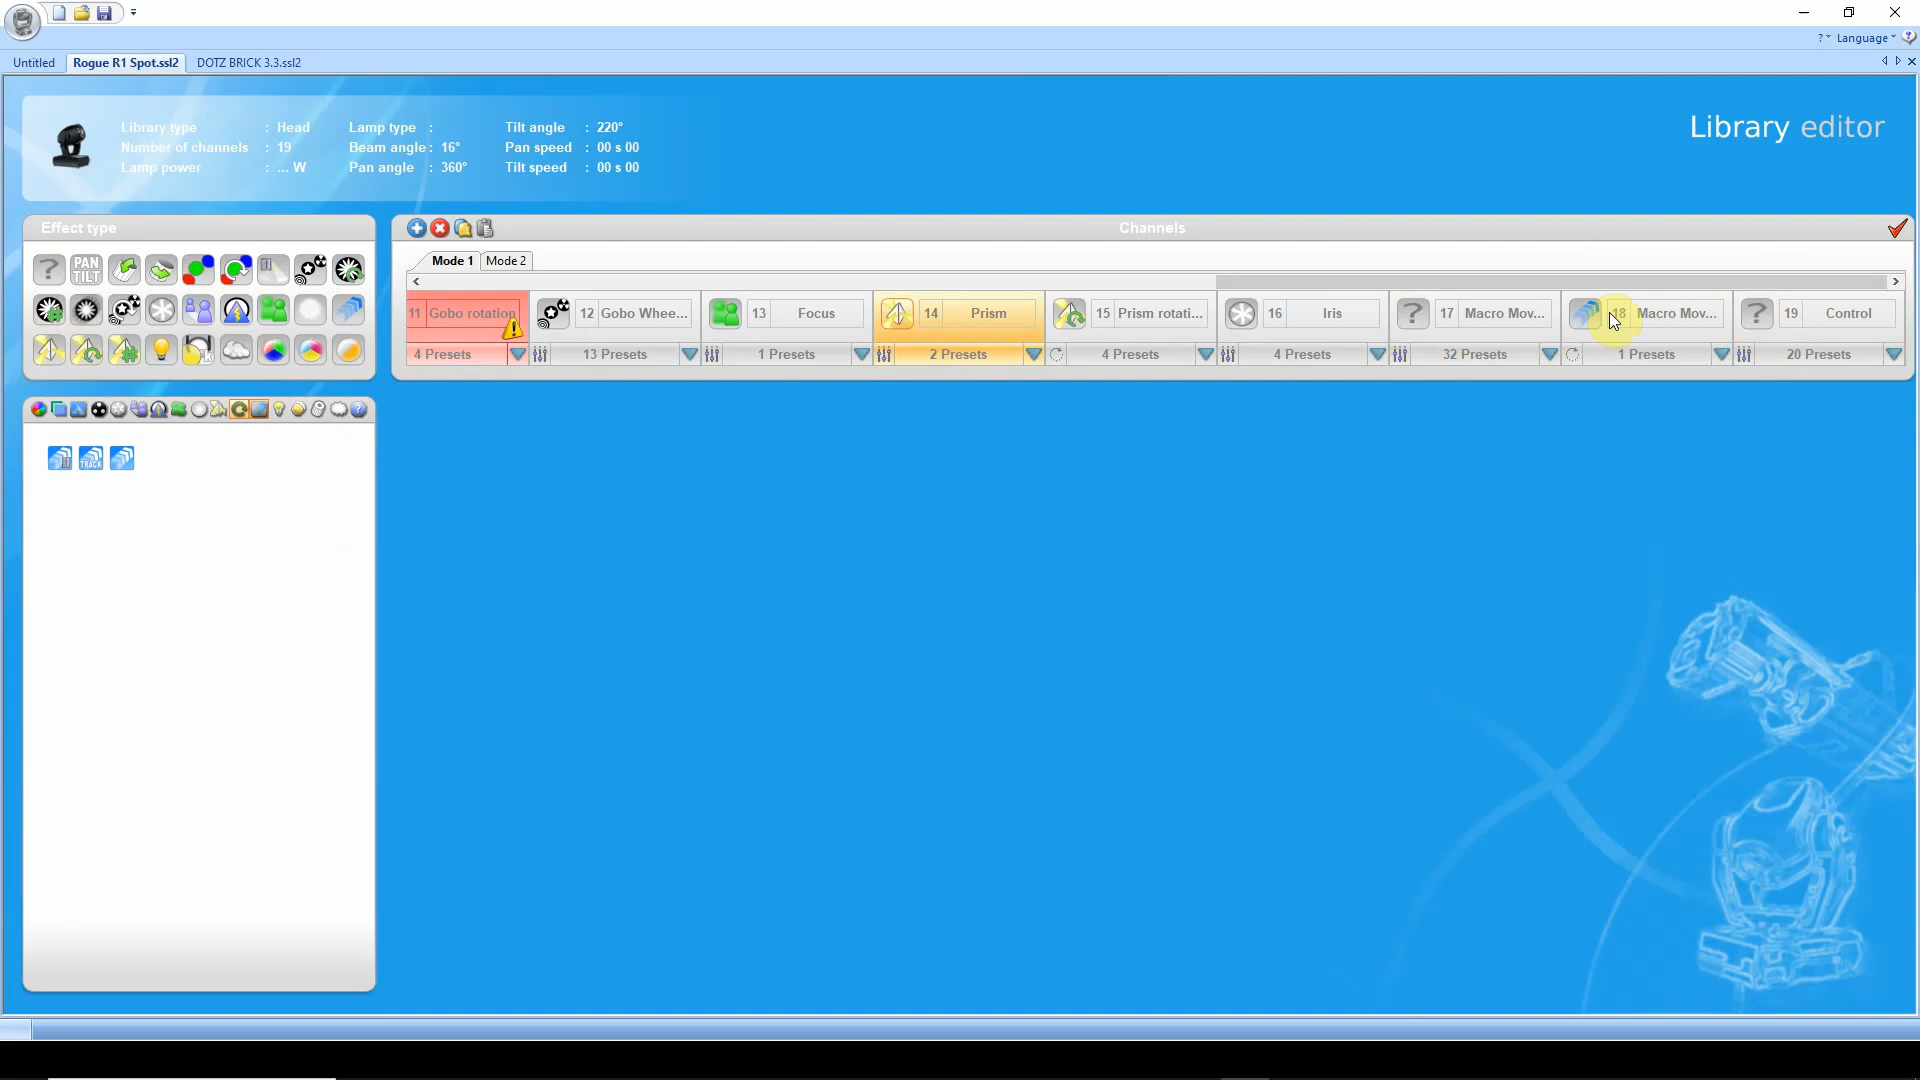 ? Language
Untitled
Rogue R1 Spot.ssl2
DOTZ BRICK 3.3.ssl2
Library type : Head
Number of channels : 19
Lamp power : ... W
Lamp type :
Beam angle : 16°
Pan angle : 360°
Tilt angle : 220°
Pan speed : 00 s 00
Tilt speed : 00 s 00
Library editor
Effect type
PAN
TILT
Channels
Mode 1
Mode 2
11 Gobo rotation
12 Gobo Whee...
13 Focus
14 Prism
15 Prism rotati...
16 Iris
17 Macro Mov...
18 Macro Mov...
19 Control
4 Presets
13 Presets
1 Presets
2 Presets
4 Presets
4 Presets
32 Presets
1 Presets
20 Presets
TRACK